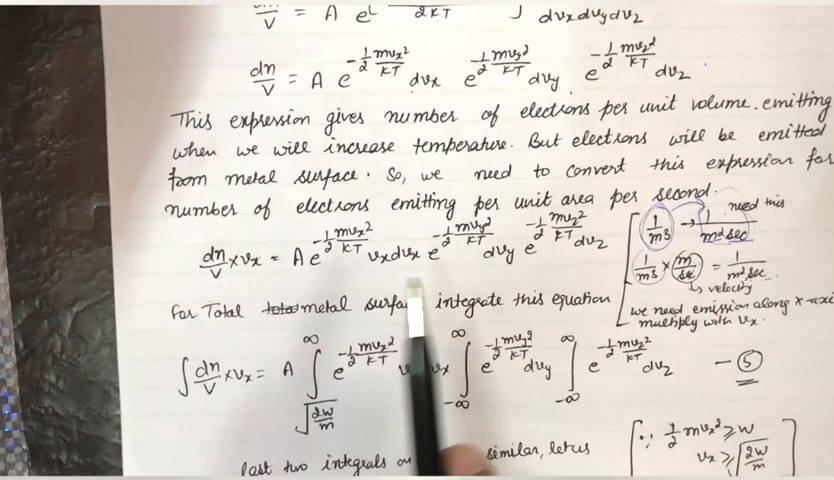 dn/V = A e[ 2KT ] dvxdvydvz
dn/V = A e^(-1/2 mvx²/KT) dvx e^(-1/2 mvy²/KT) dvy e^(-1/2 mvz²/KT) dvz
This expression gives number of electrons per unit volume. emitting
when we will increase temperature. But electrons will be emitted
from metal surface. So, we need to convert this expression for
number of electrons emitting per unit area per second.
dn/V × vx = A e^(-1/2 mvx²/KT) vxdvx e^(-1/2 mvy²/KT) dvy e^(-1/2 mvz²/KT) dvz
need this
[1/m³ → 1/m² sec
1/m³ × m/sec = 1/m² sec
↳ velocity
we need emission along x-axi
multiply with vx.
For Total metal surfa integrate this equation
∫ dn/V × vx = A ∫_√(2W/m)^∞ e^(-1/2 mvx²/KT) v vx ∫_-∞^∞ e^(-1/2 mvy²/KT) dvy ∫_-∞^∞ e^(-1/2 mvz²/KT) dvz — ⑤
last two integrals similar, let us
[∵ 1/2 mvx² ≥ W
vx ≥ √(2W/m)]